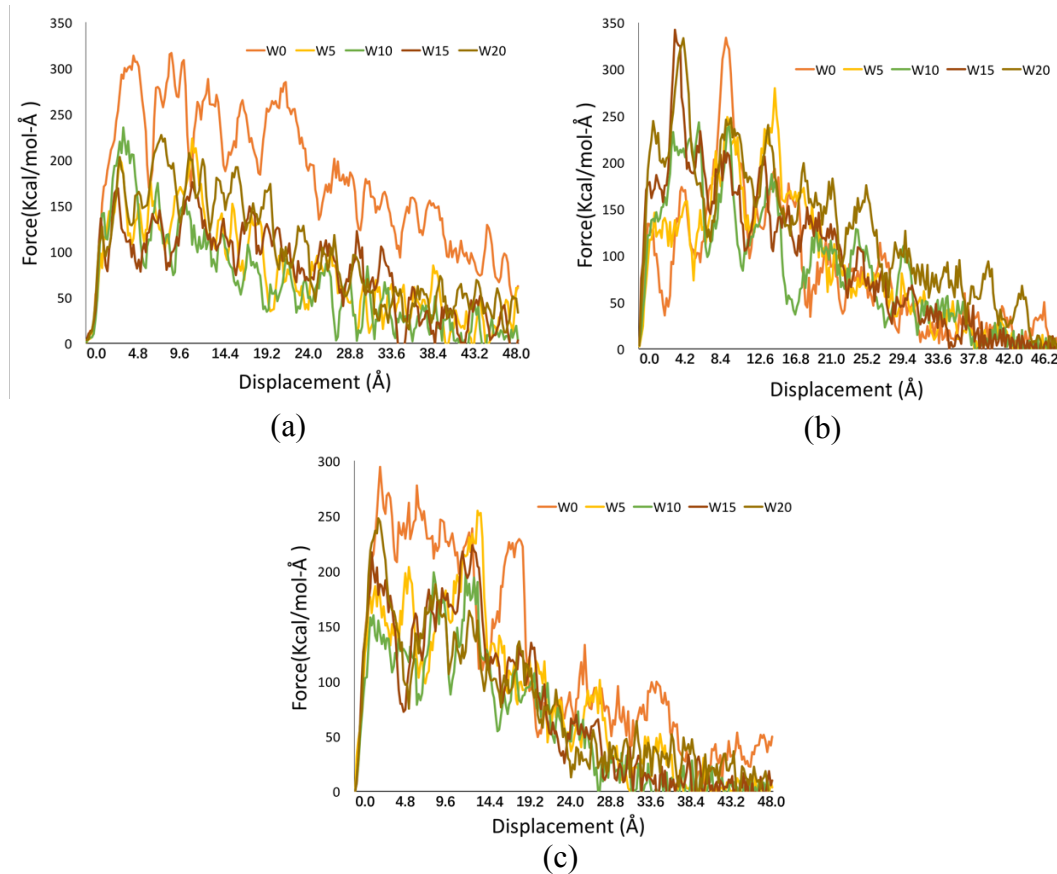 350
300
250
200
150
100
50
0
Force(Kcal/mol-Å )
W0 W5 W10 W15 W20
0.0 4.8 9.6 14.4 19.2 24.0 28.8 33.6 38.4 43.2 48.0
Displacement (Å)
(a)
350
300
250
200
150
100
50
0
Force(Kcal/mol-Å )
W0 W5 W10 W15 W20
0.0 4.2 8.4 12.6 16.8 21.0 25.2 29.4 33.6 37.8 42.0 46.2
Displacement (Å)
(b)
300
250
200
150
100
50
0
Force(Kcal/mol-Å )
W0 W5 W10 W15 W20
0.0 4.8 9.6 14.4 19.2 24.0 28.8 33.6 38.4 43.2 48.0
Displacement (Å)
(c)